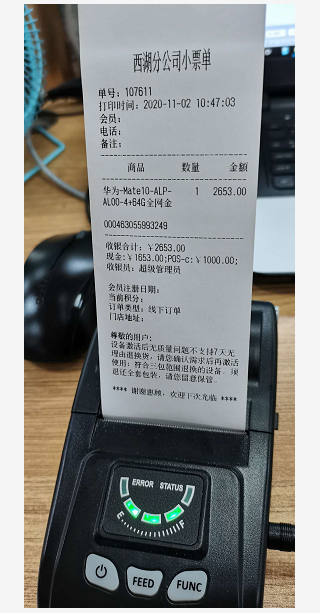 西湖分公司小票单
单号：107611
打印时间：2020-11-02 10:47:03
会员：
电话：
备注：
商品 数量 金额
华为-Mate10-ALP- 1 2653.00
AL00-4+64G全网金
000463055993249
收银合计：￥2653.00
现金：￥1653.00;POS-c：￥1000.00;
收银员：超级管理员
会员注册日期：
当前积分：
订单类型：线下订单
门店地址：
尊敬的用户：
设备激活后无质量问题不支持7天无
理由退换货，请您确认需求后再激活
使用；符合三包范围退换的设备，须
退还全套包装，请您留意保管。
**** 谢谢惠顾，欢迎下次光临 ****
ERROR STATUS
E F
FEED
FUNC